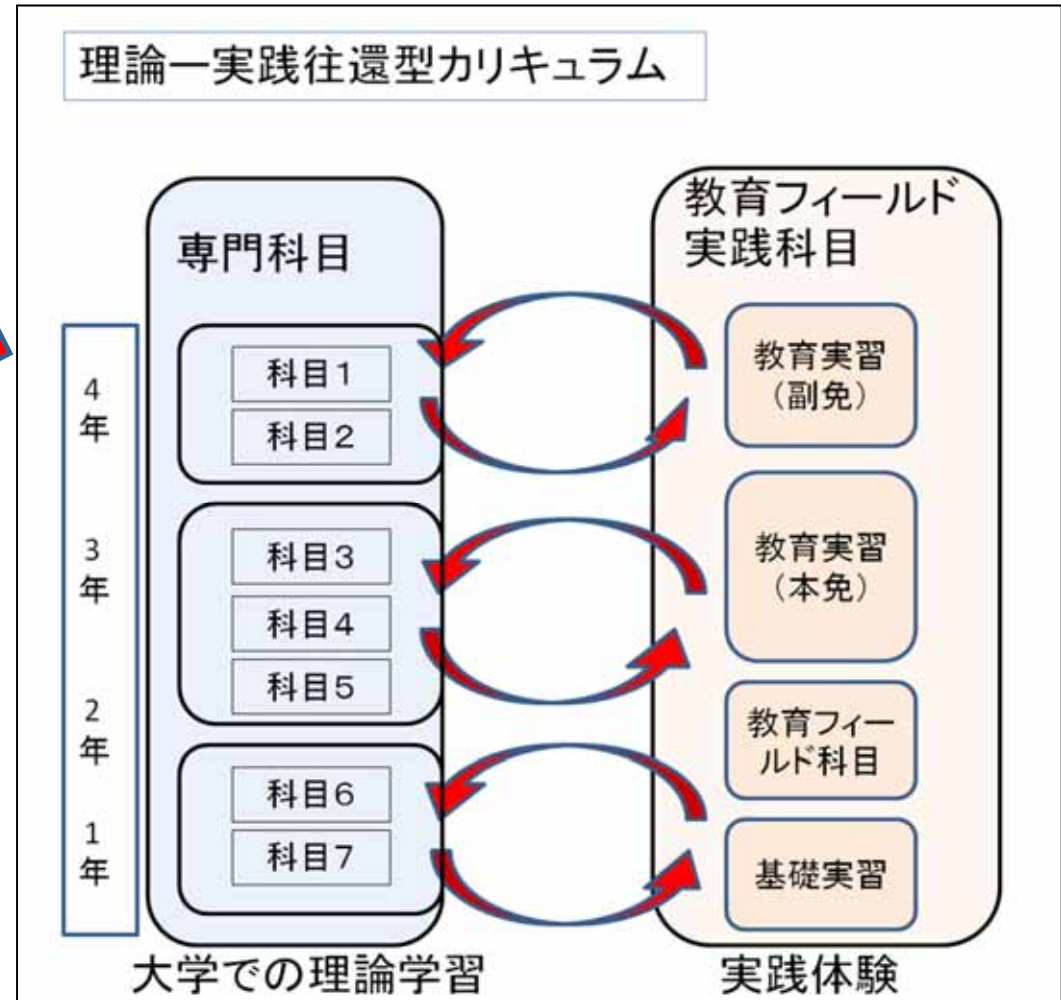 理論ー実践往還型カリキュラム
専門科目
教育フィールド
実践科目
4
年
3
年
2
年
1
年
科目1
科目2
科目3
科目4
科目5
科目6
科目7
教育実習
（副免）
教育実習
（本免）
教育フィー
ルド科目
基礎実習
大学での理論学習
実践体験